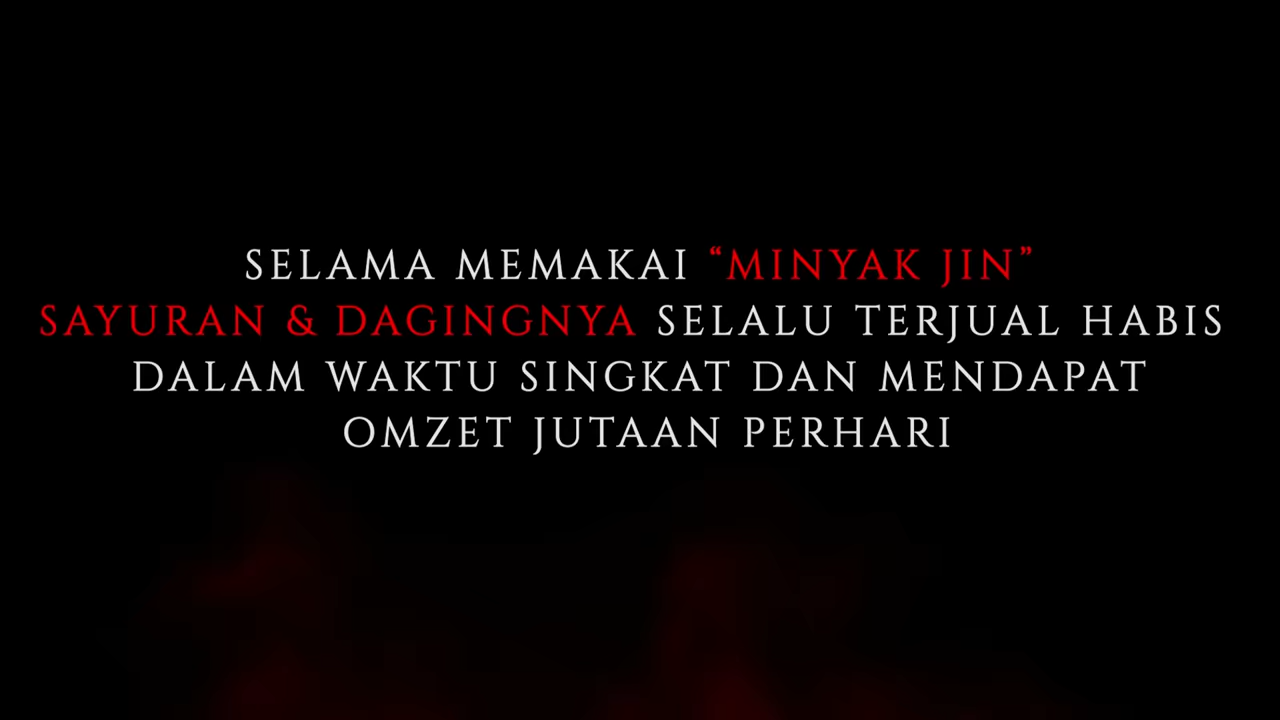 SELAMA MEMAKAI “MINYAK JIN”
SAYURAN & DAGINGNYA SELALU TERJUAL HABIS
DALAM WAKTU SINGKAT DAN MENDAPAT
OMZET JUTAAN PERHARI